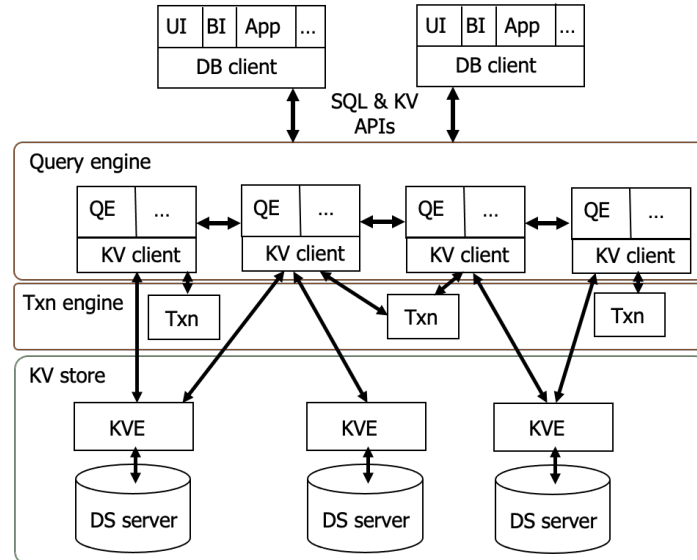 UI BI App ... UI BI App ...
DB client DB client
SQL & KV
APIs
Query engine
QE ... QE ... QE ... QE ...
KV client KV client KV client KV client
Txn engine Txn Txn Txn
KV store
KVE KVE KVE
DS server DS server DS server